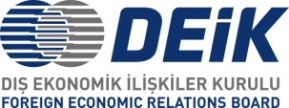 DEiK
DIŞ EKONOMİK İLİŞKİLER KURULU
FOREIGN ECONOMIC RELATIONS BOARD